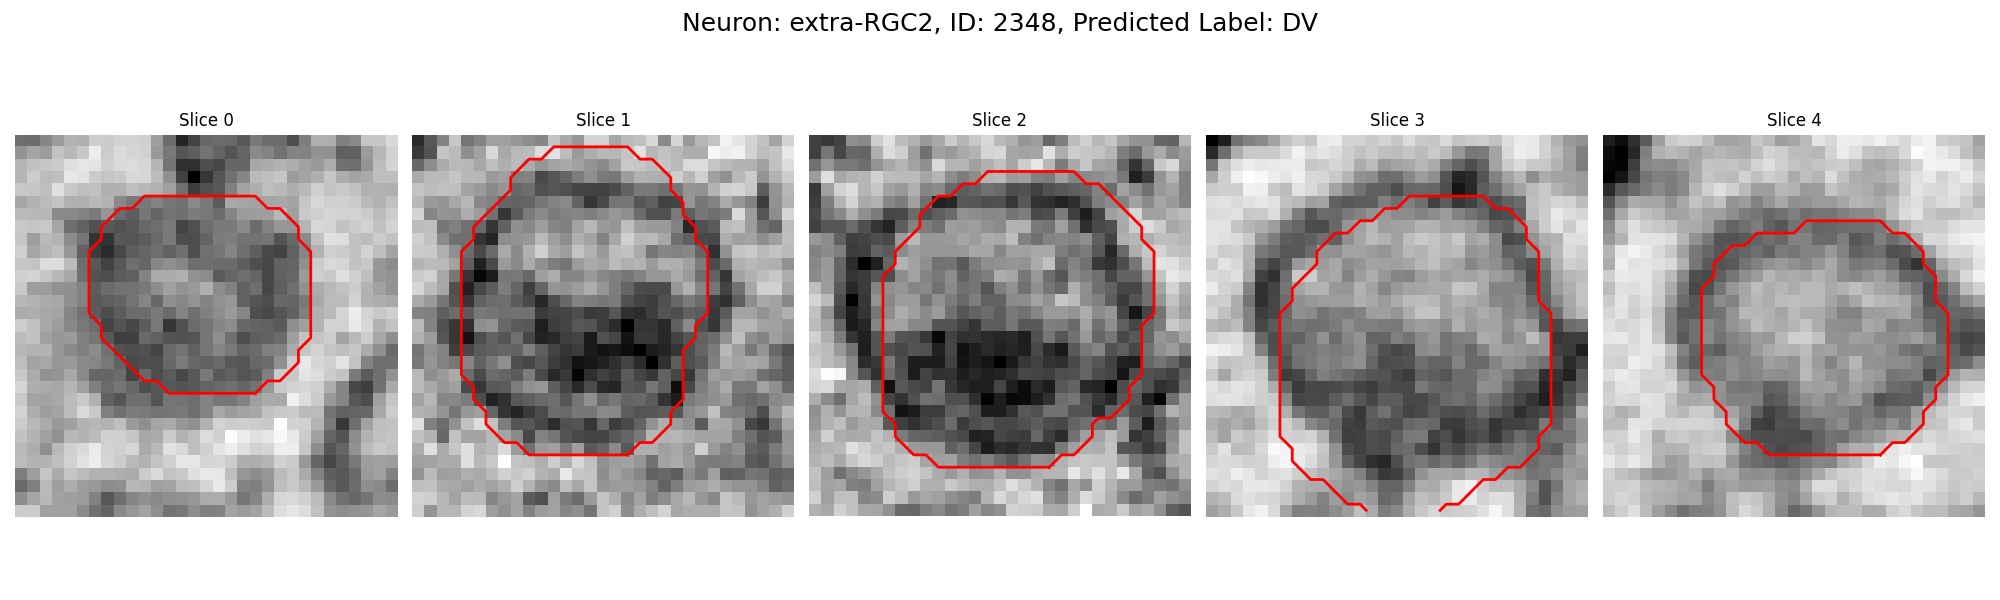 Neuron: extra-RGC2, ID: 2348, Predicted Label: DV
Slice 0
Slice 1
Slice 2
Slice 3
Slice 4